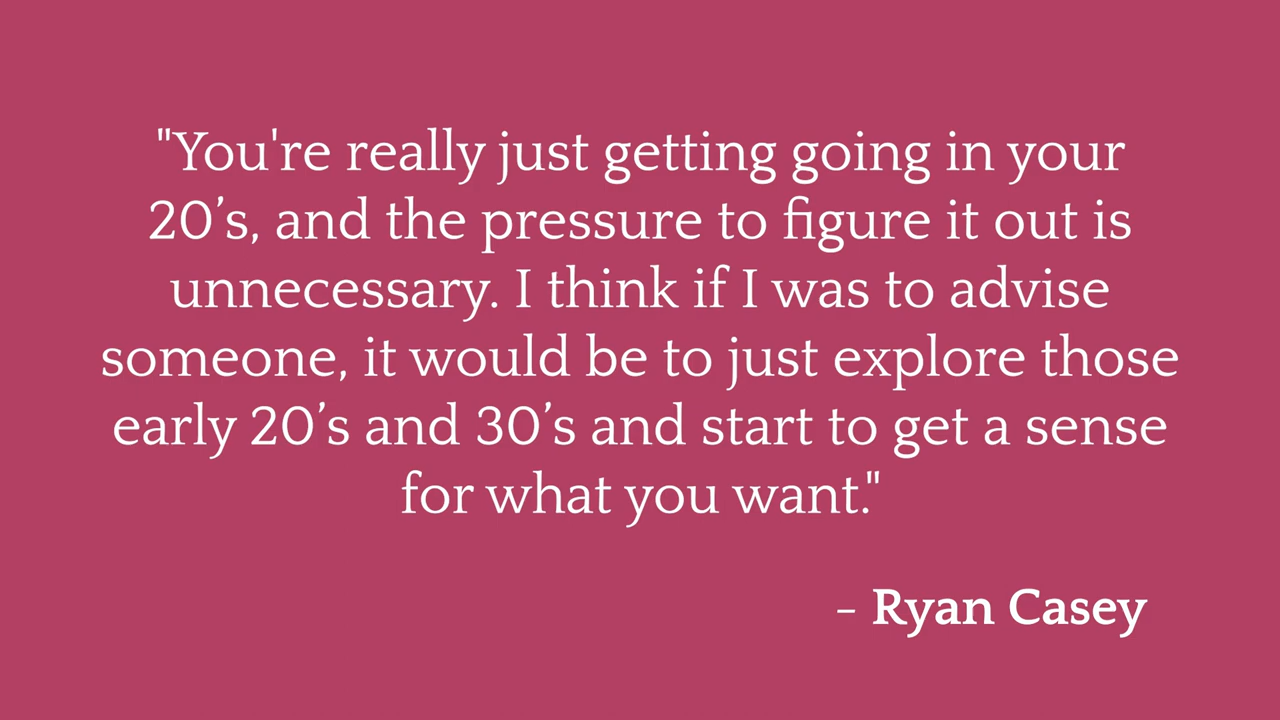 "You're really just getting going in your
20’s, and the pressure to figure it out is
unnecessary. I think if I was to advise
someone, it would be to just explore those
early 20’s and 30’s and start to get a sense
for what you want."
– Ryan Casey